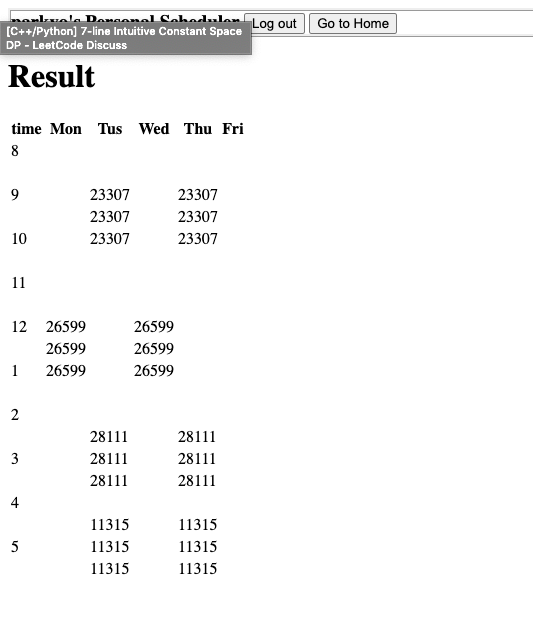 parkyo's Personal Scheduler Log out Go to Home
[C++/Python] 7-line Intuitive Constant Space
DP - LeetCode Discuss
Result
time Mon Tus Wed Thu Fri
8
9 23307 23307
23307 23307
10 23307 23307
11
12 26599 26599
26599 26599
1 26599 26599
2
28111 28111
3 28111 28111
28111 28111
4
11315 11315
5 11315 11315
11315 11315